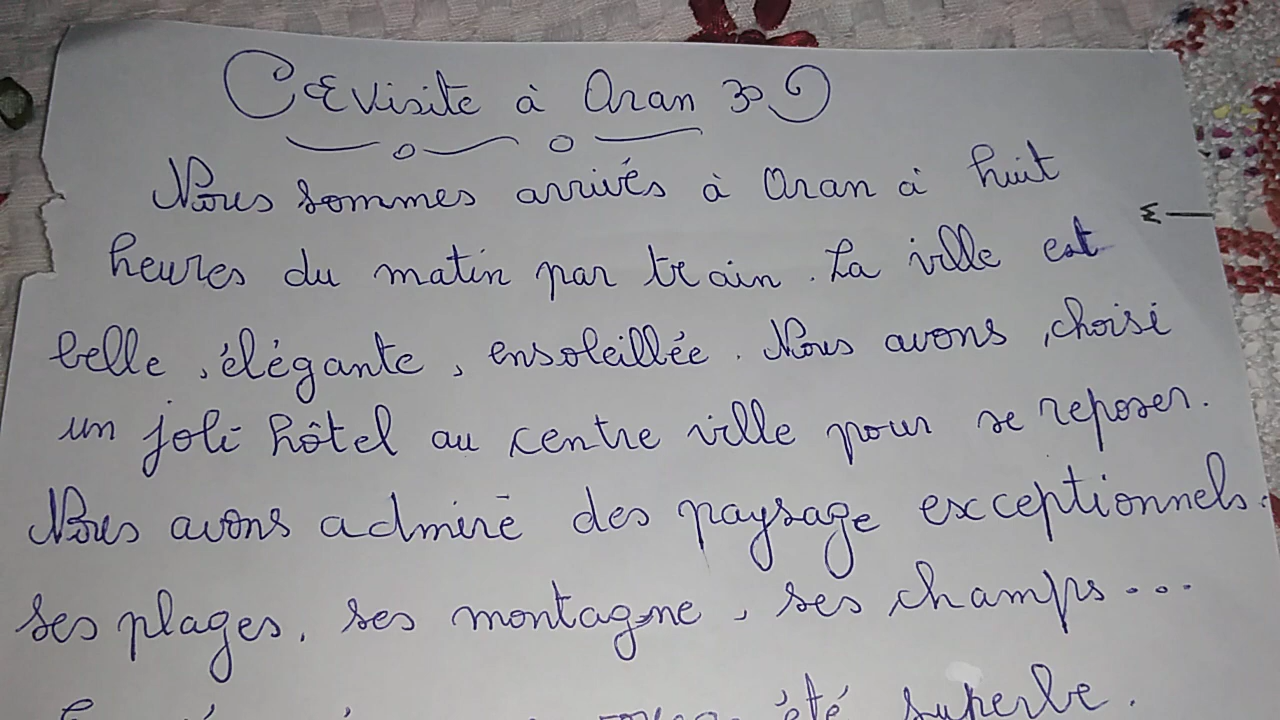 visite à Oran
Nous sommes arrivés à Oran à huit
heures du matin par train. La ville est
belle, élégante, ensoleillée. Nous avons choisi
un joli hôtel au centre ville pour se reposer.
Nous avons admiré des paysage exceptionnels:
ses plages, ses montagne, ses champs...
été superbe.